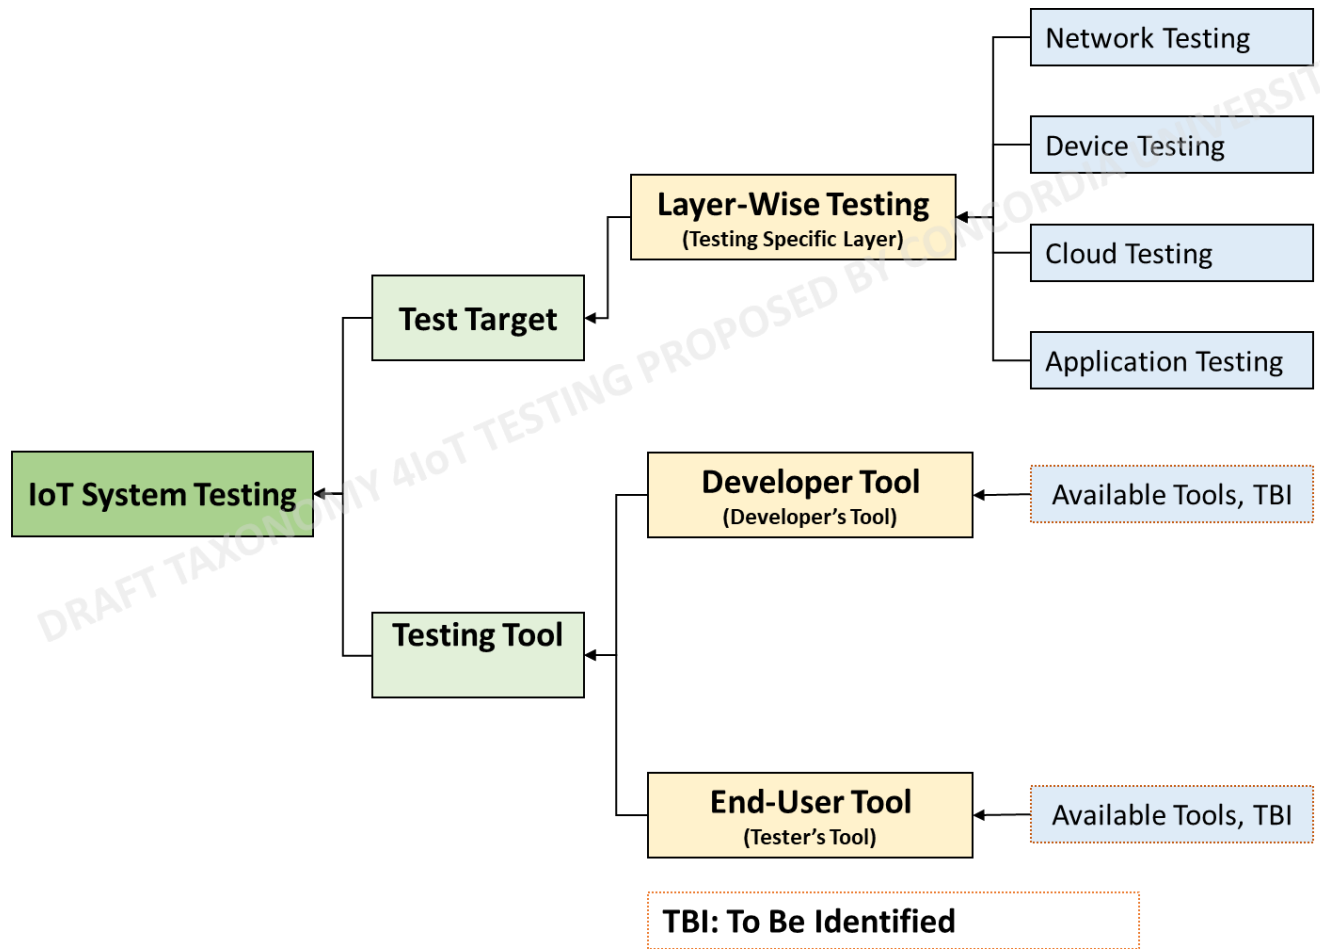 Network Testing
Device Testing
Layer-Wise Testing
(Testing Specific Layer)
Cloud Testing
Test Target
Application Testing
IoT System Testing
Developer Tool
(Developer’s Tool)
Available Tools, TBI
Testing Tool
End-User Tool
(Tester’s Tool)
Available Tools, TBI
TBI: To Be Identified
DRAFT TAXONOMY 4IoT TESTING PROPOSED BY CONCORDIA UNIVERSIT